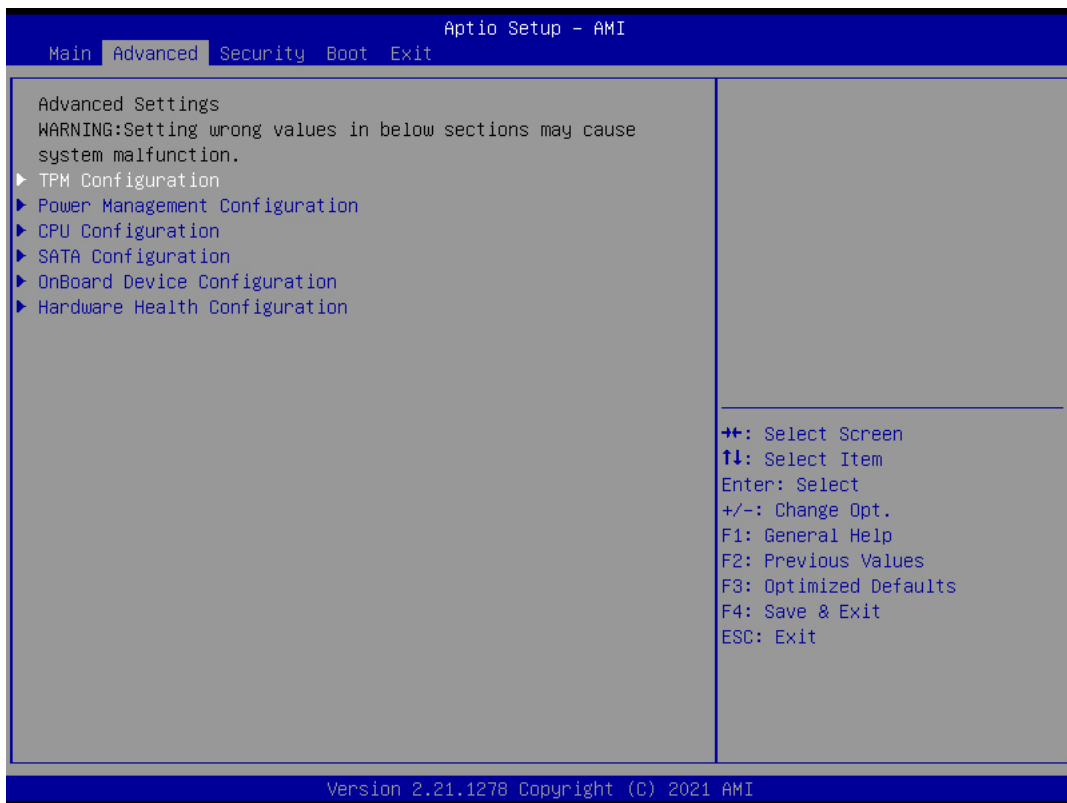 Aptio Setup - AMI
Main Advanced Security Boot Exit
Advanced Settings
WARNING:Setting wrong values in below sections may cause
system malfunction.
TPM Configuration
Power Management Configuration
CPU Configuration
SATA Configuration
OnBoard Device Configuration
Hardware Health Configuration
→←: Select Screen
↑↓: Select Item
Enter: Select
+/-: Change Opt.
F1: General Help
F2: Previous Values
F3: Optimized Defaults
F4: Save & Exit
ESC: Exit
Version 2.21.1278 Copyright (C) 2021 AMI